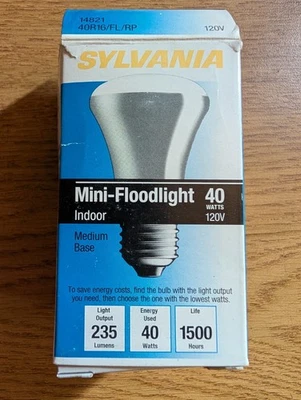 14821
40R16/FL/RP 120V
SYLVANIA
Mini-Floodlight 40
WATTS
Indoor 120V
Medium
Base
To save energy costs, find the bulb with the light output
you need, then choose the one with the lowest watts.
Light Energy Life
Output Used
235 40 1500
Lumens Watts Hours